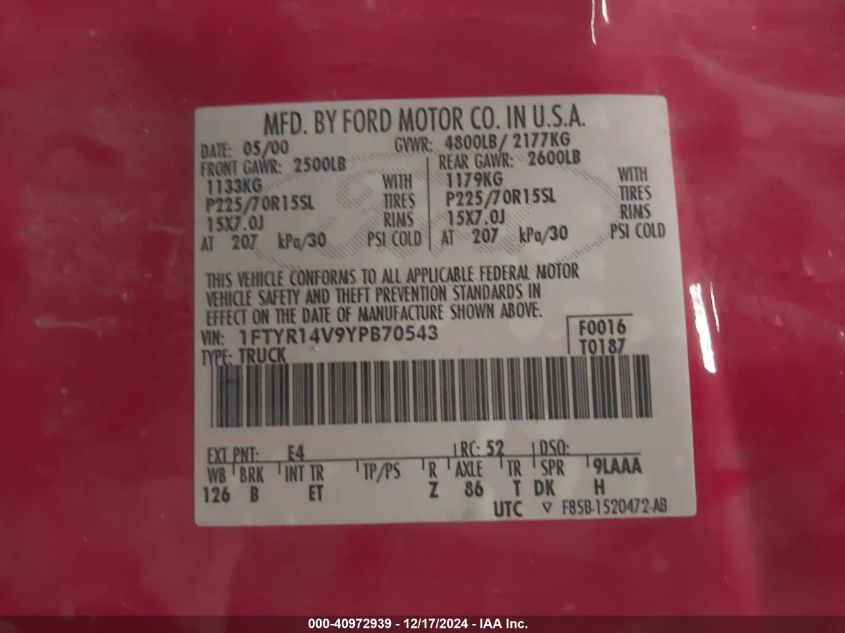 MFD. BY FORD MOTOR CO. IN U.S.A.
DATE: 05/00 GVWR: 4800LB/ 2177KG
FRONT GAWR: 2500LB REAR GAWR: 2600LB
1133KG WITH 1179KG WITH
P225/70R15SL TIRES P225/70R15SL TIRES
15X7.0J RIMS 15X7.0J RIMS
AT 207 kPa/30 PSI COLD AT 207 kPa/30 PSI COLD
THIS VEHICLE CONFORMS TO ALL APPLICABLE FEDERAL MOTOR
VEHICLE SAFETY AND THEFT PREVENTION STANDARDS IN
EFFECT ON THE DATE OF MANUFACTURE SHOWN ABOVE.
VIN: 1FTYR14V9YPB70543 F0016
TYPE: TRUCK T0187
EXT PNT: E4 RC: 52 DSO:
WB BRK INT TR TP/PS R AXLE TR SPR 9LAAA
126 B ET Z 86 T DK H
UTC ▽ F85B-1520472-AB
000-40972939 - 12/17/2024 - IAA Inc.